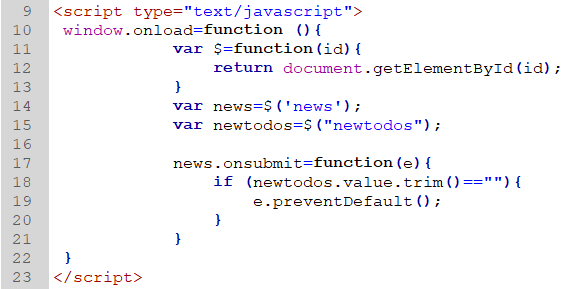 9 <script type="text/javascript">
10 window.onload=function (){
11 var $=function(id){
12 return document.getElementById(id);
13 }
14 var news=$('news');
15 var newtodos=$("newtodos");
16
17 news.onsubmit=function(e){
18 if (newtodos.value.trim()==""){
19 e.preventDefault();
20 }
21 }
22 }
23 </script>